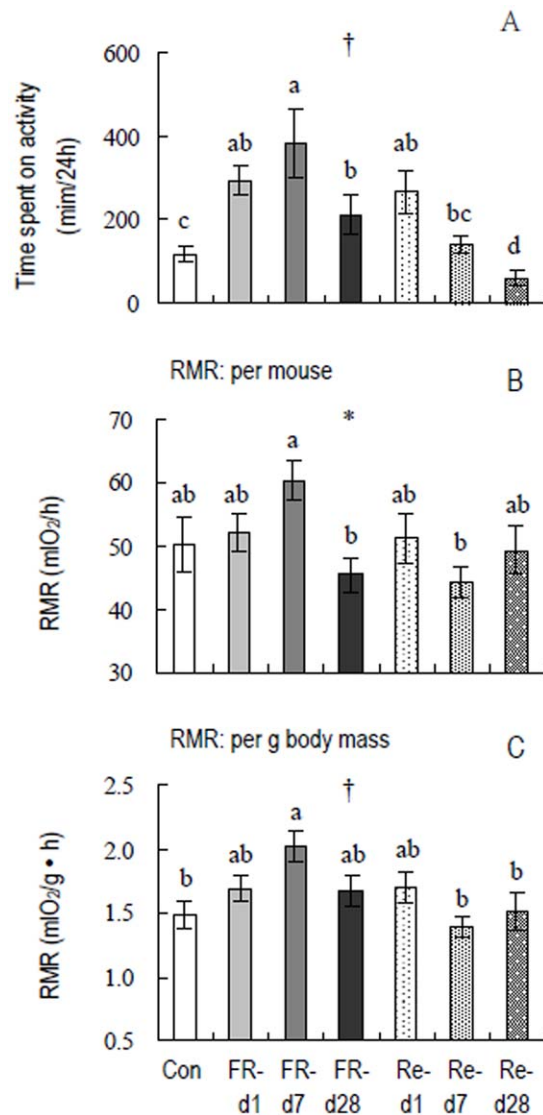 A
600
†
a
ab
ab
400
b
Time spent on activity
(mim/24h)
c
bc
200
d
0
RMR: per mouse
B
70
*
a
60
ab
ab
ab
ab
b
b
50
RMR (mlO₂/h)
40
30
RMR: per g body mass
C
2.5
†
a
2.0
ab
ab
ab
b
b
b
1.5
RMR (mlO₂/g • h)
1.0
0.5
Con FR- FR- FR- Re- Re- Re-
d1 d7 d28 d1 d7 d28